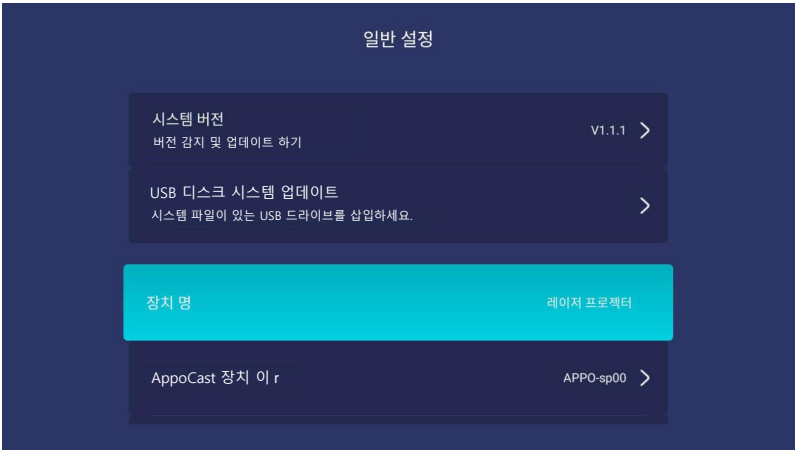 일반 설정
시스템 버전
버전 감지 및 업데이트 하기
V1.1.1
USB 디스크 시스템 업데이트
시스템 파일이 있는 USB 드라이브를 삽입하세요.
장치 명
레이저 프로젝터
AppoCast 장치 이 r
APPO-sp00